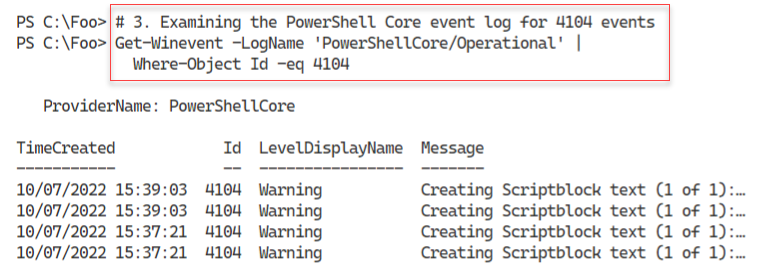 PS C:\Foo> # 3. Examining the PowerShell Core event log for 4104 events
PS C:\Foo> Get-Winevent -LogName 'PowerShellCore/Operational' |
Where-Object Id -eq 4104
ProviderName: PowerShellCore
TimeCreated Id LevelDisplayName Message
----------- -- ---------------- -------
10/07/2022 15:39:03 4104 Warning Creating Scriptblock text (1 of 1):…
10/07/2022 15:39:03 4104 Warning Creating Scriptblock text (1 of 1):…
10/07/2022 15:37:21 4104 Warning Creating Scriptblock text (1 of 1):…
10/07/2022 15:37:21 4104 Warning Creating Scriptblock text (1 of 1):…